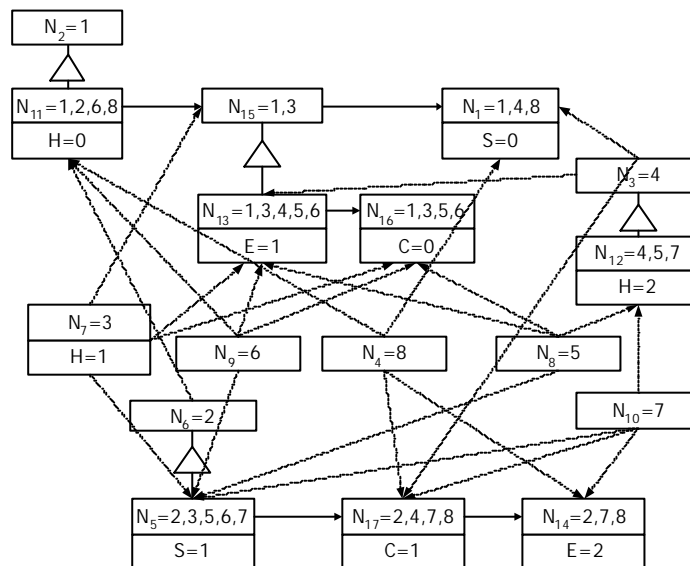 N₂=1
N₁₁=1,2,6,8
H=0
N₁₅=1,3
N₁=1,4,8
S=0
N₃=4
N₁₃=1,3,4,5,6
E=1
N₁₆=1,3,5,6
C=0
N₁₂=4,5,7
H=2
N₇=3
H=1
N₉=6
N₄=8
N₈=5
N₆=2
N₁₀=7
N₅=2,3,5,6,7
S=1
N₁₇=2,4,7,8
C=1
N₁₄=2,7,8
E=2